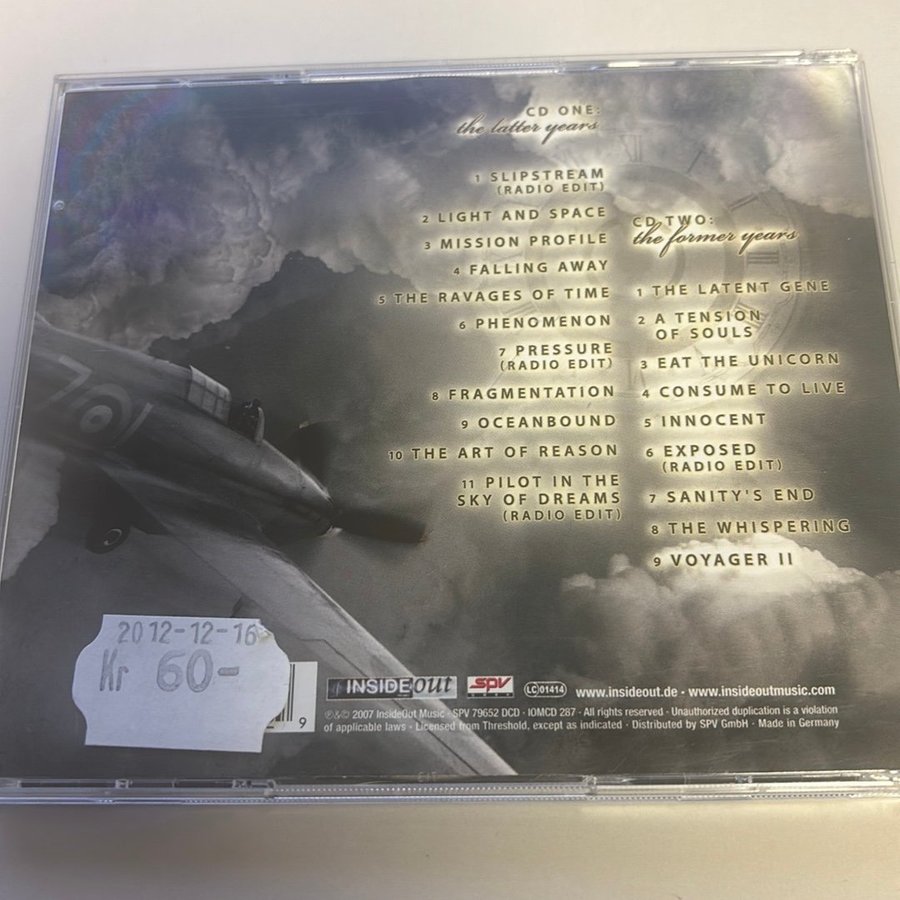 CD ONE:
the latter years
1 SLIPSTREAM
(RADIO EDIT)
2 LIGHT AND SPACE
3 MISSION PROFILE
4 FALLING AWAY
5 THE RAVAGES OF TIME
6 PHENOMENON
7 PRESSURE
(RADIO EDIT)
8 FRAGMENTATION
9 OCEANBOUND
10 THE ART OF REASON
11 PILOT IN THE
SKY OF DREAMS
(RADIO EDIT)
CD TWO:
the former years
1 THE LATENT GENE
2 A TENSION
OF SOULS
3 EAT THE UNICORN
4 CONSUME TO LIVE
5 INNOCENT
6 EXPOSED
(RADIO EDIT)
7 SANITY'S END
8 THE WHISPERING
9 VOYAGER II
2012-12-16
Kr 60-
9
INSIDEout
SPV
LC 01414
www.insideout.de - www.insideoutmusic.com
℗&© 2007 InsideOut Music · SPV 79652 DCD · IOMCD 287 · All rights reserved · Unauthorized duplication is a violation
of applicable laws · Licensed from Threshold, except as indicated · Distributed by SPV GmbH · Made in Germany